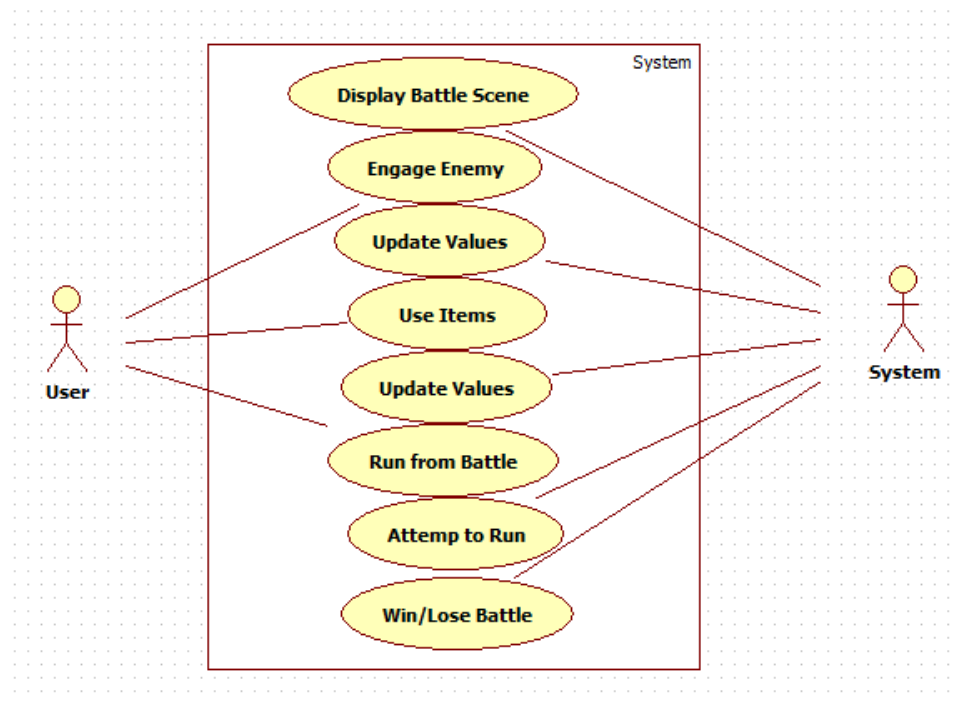 System
Display Battle Scene
Engage Enemy
Update Values
Use Items
Update Values
Run from Battle
Attemp to Run
Win/Lose Battle
User
System